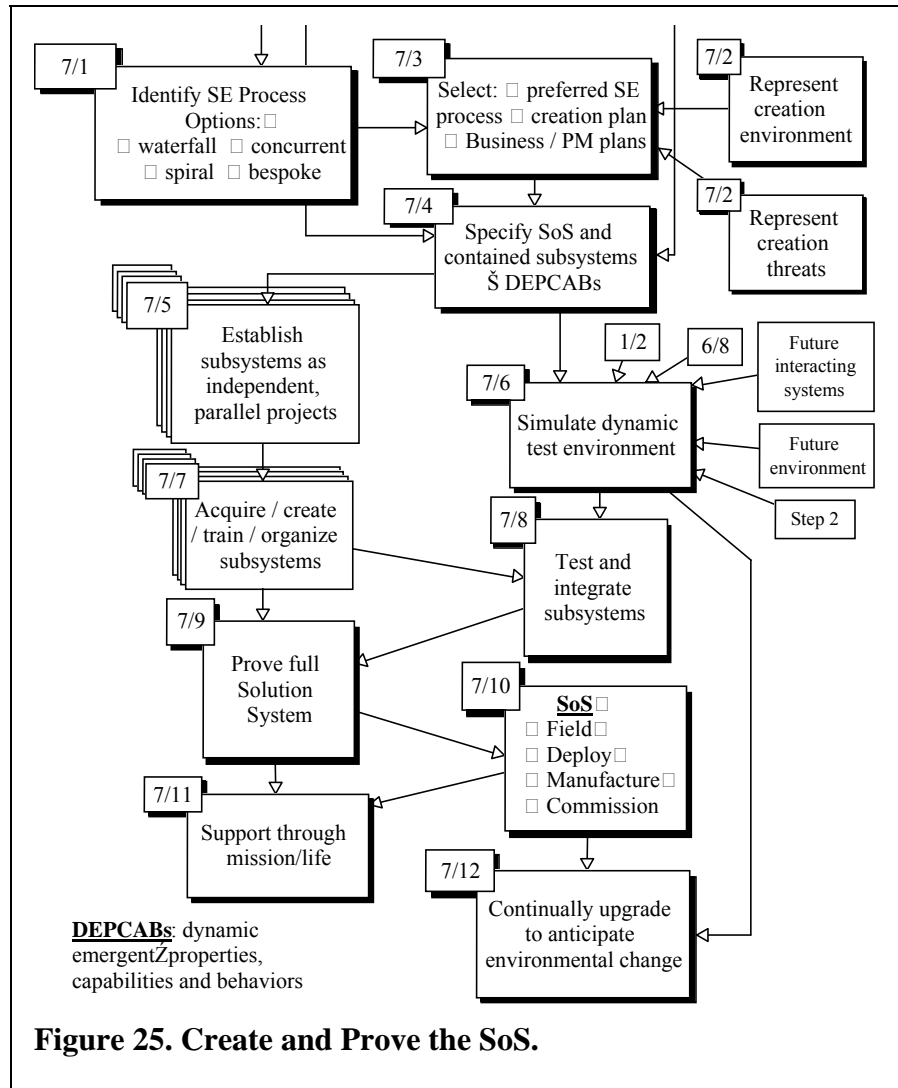 7/1
Identify SE Process
Options:□
□ waterfall □ concurrent
□ spiral □ bespoke
7/3
Select: □ preferred SE
process □ creation plan
□ Business / PM plans
7/2
Represent
creation
environment
7/2
Represent
creation
threats
7/4
Specify SoS and
contained subsystems
Š DEPCABs
7/5
Establish
subsystems as
independent,
parallel projects
1/2
6/8
Future
interacting
systems
7/6
Simulate dynamic
test environment
Future
environment
Step 2
7/7
Acquire / create
/ train / organize
subsystems
7/8
Test and
integrate
subsystems
7/9
Prove full
Solution
System
7/10
SoS□
□ Field□
□ Deploy□
□ Manufacture□
□ Commission
7/11
Support through
mission/life
7/12
Continually upgrade
to anticipate
environmental change
DEPCABs: dynamic
emergentŽproperties,
capabilities and behaviors
Figure 25. Create and Prove the SoS.